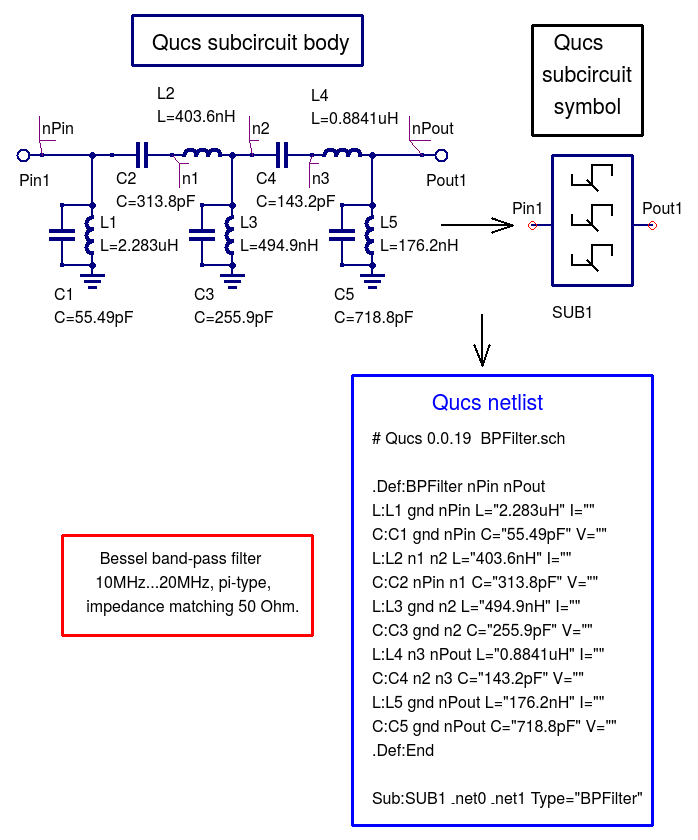 Qucs subcircuit body
Qucs
subcircuit
symbol
L2
L=403.6nH
L4
L=0.8841uH
nPin
n2
nPout
Pin1
C2
C=313.8pF
n1
C4
C=143.2pF
n3
Pout1
L1
L=2.283uH
L3
L=494.9nH
L5
L=176.2nH
C1
C=55.49pF
C3
C=255.9pF
C5
C=718.8pF
Pin1
Pout1
SUB1
Qucs netlist
# Qucs 0.0.19 BPFilter.sch
.Def:BPFilter nPin nPout
L:L1 gnd nPin L="2.283uH" I=""
C:C1 gnd nPin C="55.49pF" V=""
L:L2 n1 n2 L="403.6nH" I=""
C:C2 nPin n1 C="313.8pF" V=""
L:L3 gnd n2 L="494.9nH" I=""
C:C3 gnd n2 C="255.9pF" V=""
L:L4 n3 nPout L="0.8841uH" I=""
C:C4 n2 n3 C="143.2pF" V=""
L:L5 gnd nPout L="176.2nH" I=""
C:C5 gnd nPout C="718.8pF" V=""
.Def:End
Sub:SUB1 _net0 _net1 Type="BPFilter"
Bessel band-pass filter
10MHz...20MHz, pi-type,
impedance matching 50 Ohm.